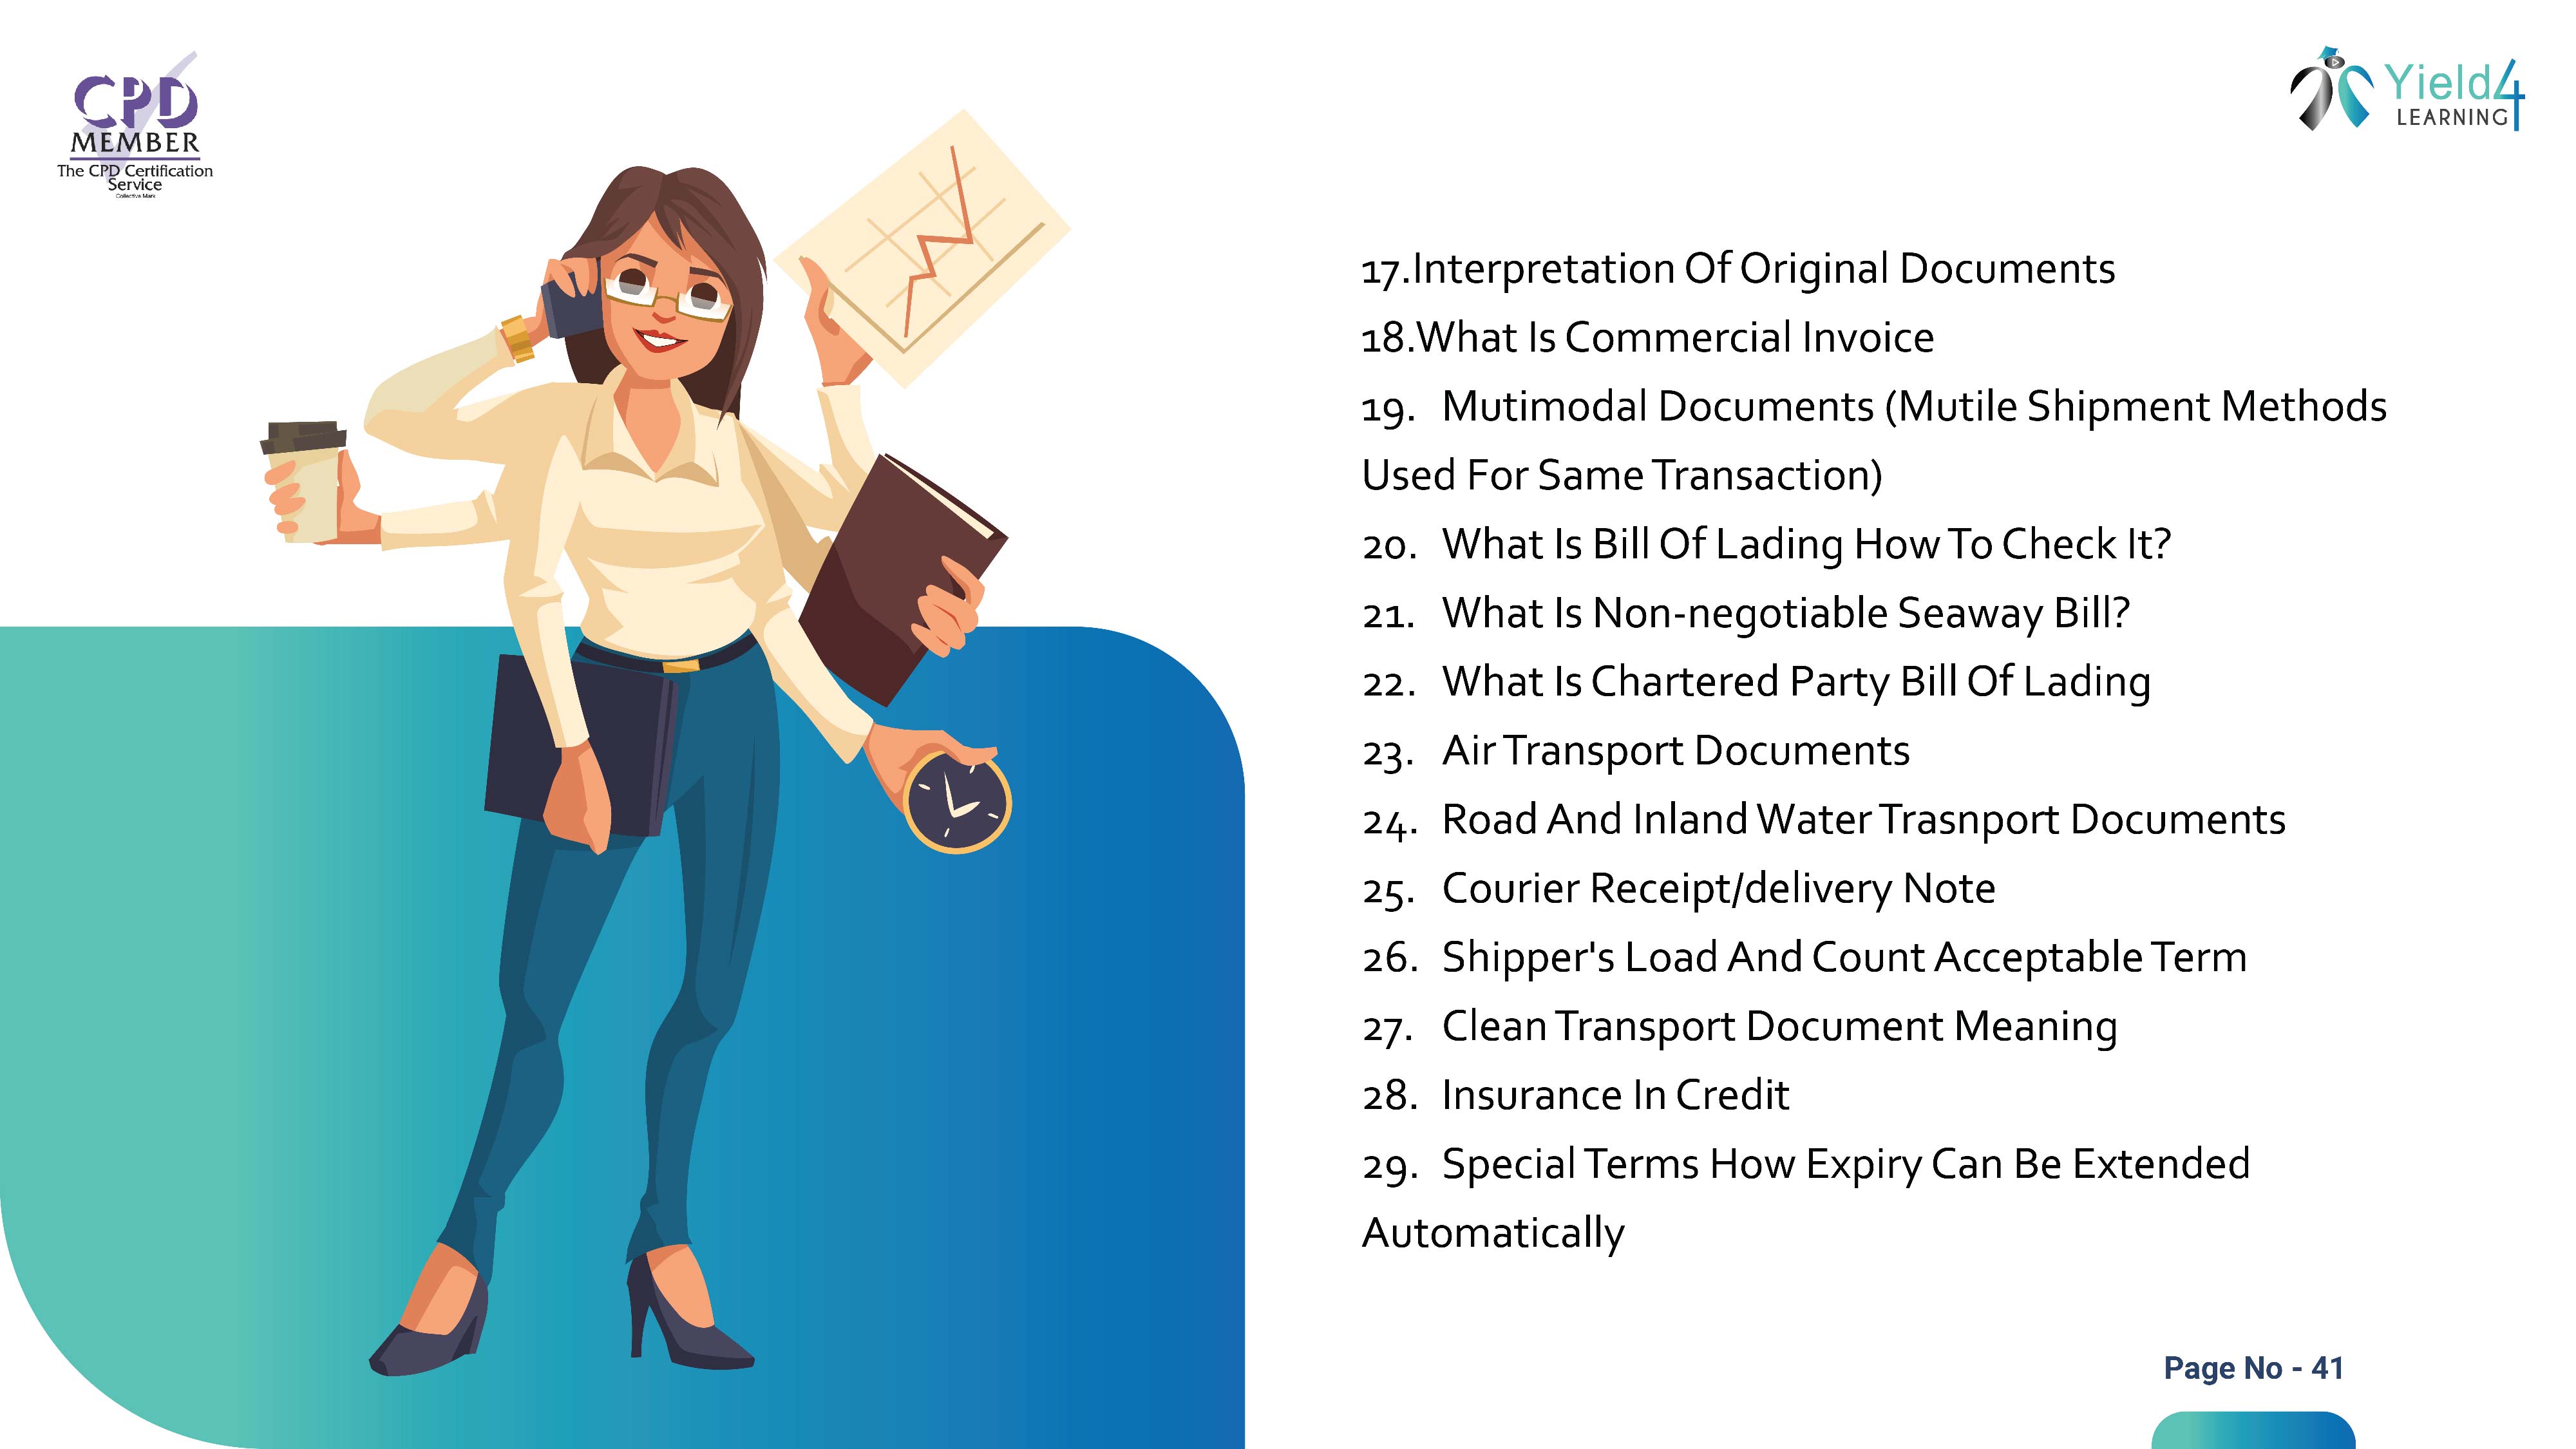 CPD
MEMBER
The CPD Certification
Service
Collective Mark
Yield4
LEARNING
17.Interpretation Of Original Documents
18.What Is Commercial Invoice
19. Mutimodal Documents (Mutile Shipment Methods
Used For Same Transaction)
20. What Is Bill Of Lading How To Check It?
21. What Is Non-negotiable Seaway Bill?
22. What Is Chartered Party Bill Of Lading
23. Air Transport Documents
24. Road And Inland Water Trasnport Documents
25. Courier Receipt/delivery Note
26. Shipper's Load And Count Acceptable Term
27. Clean Transport Document Meaning
28. Insurance In Credit
29. Special Terms How Expiry Can Be Extended
Automatically
Page No - 41